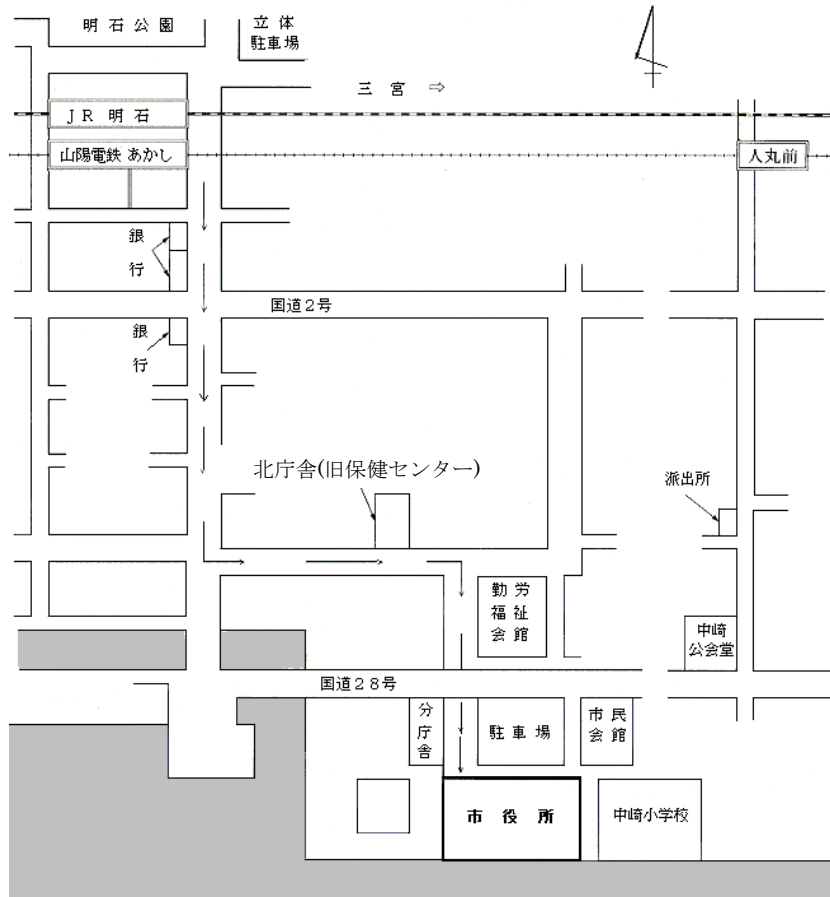 明石公園
立体
駐車場
三宮 ⇨
JR 明石
山陽電鉄 あかし
人丸前
銀
行
国道2号
銀
行
北庁舎(旧保健センター)
派出所
勤労
福祉
会館
中崎
公会堂
国道28号
分
庁
舎
駐車場
市民
会館
市役所
中崎小学校